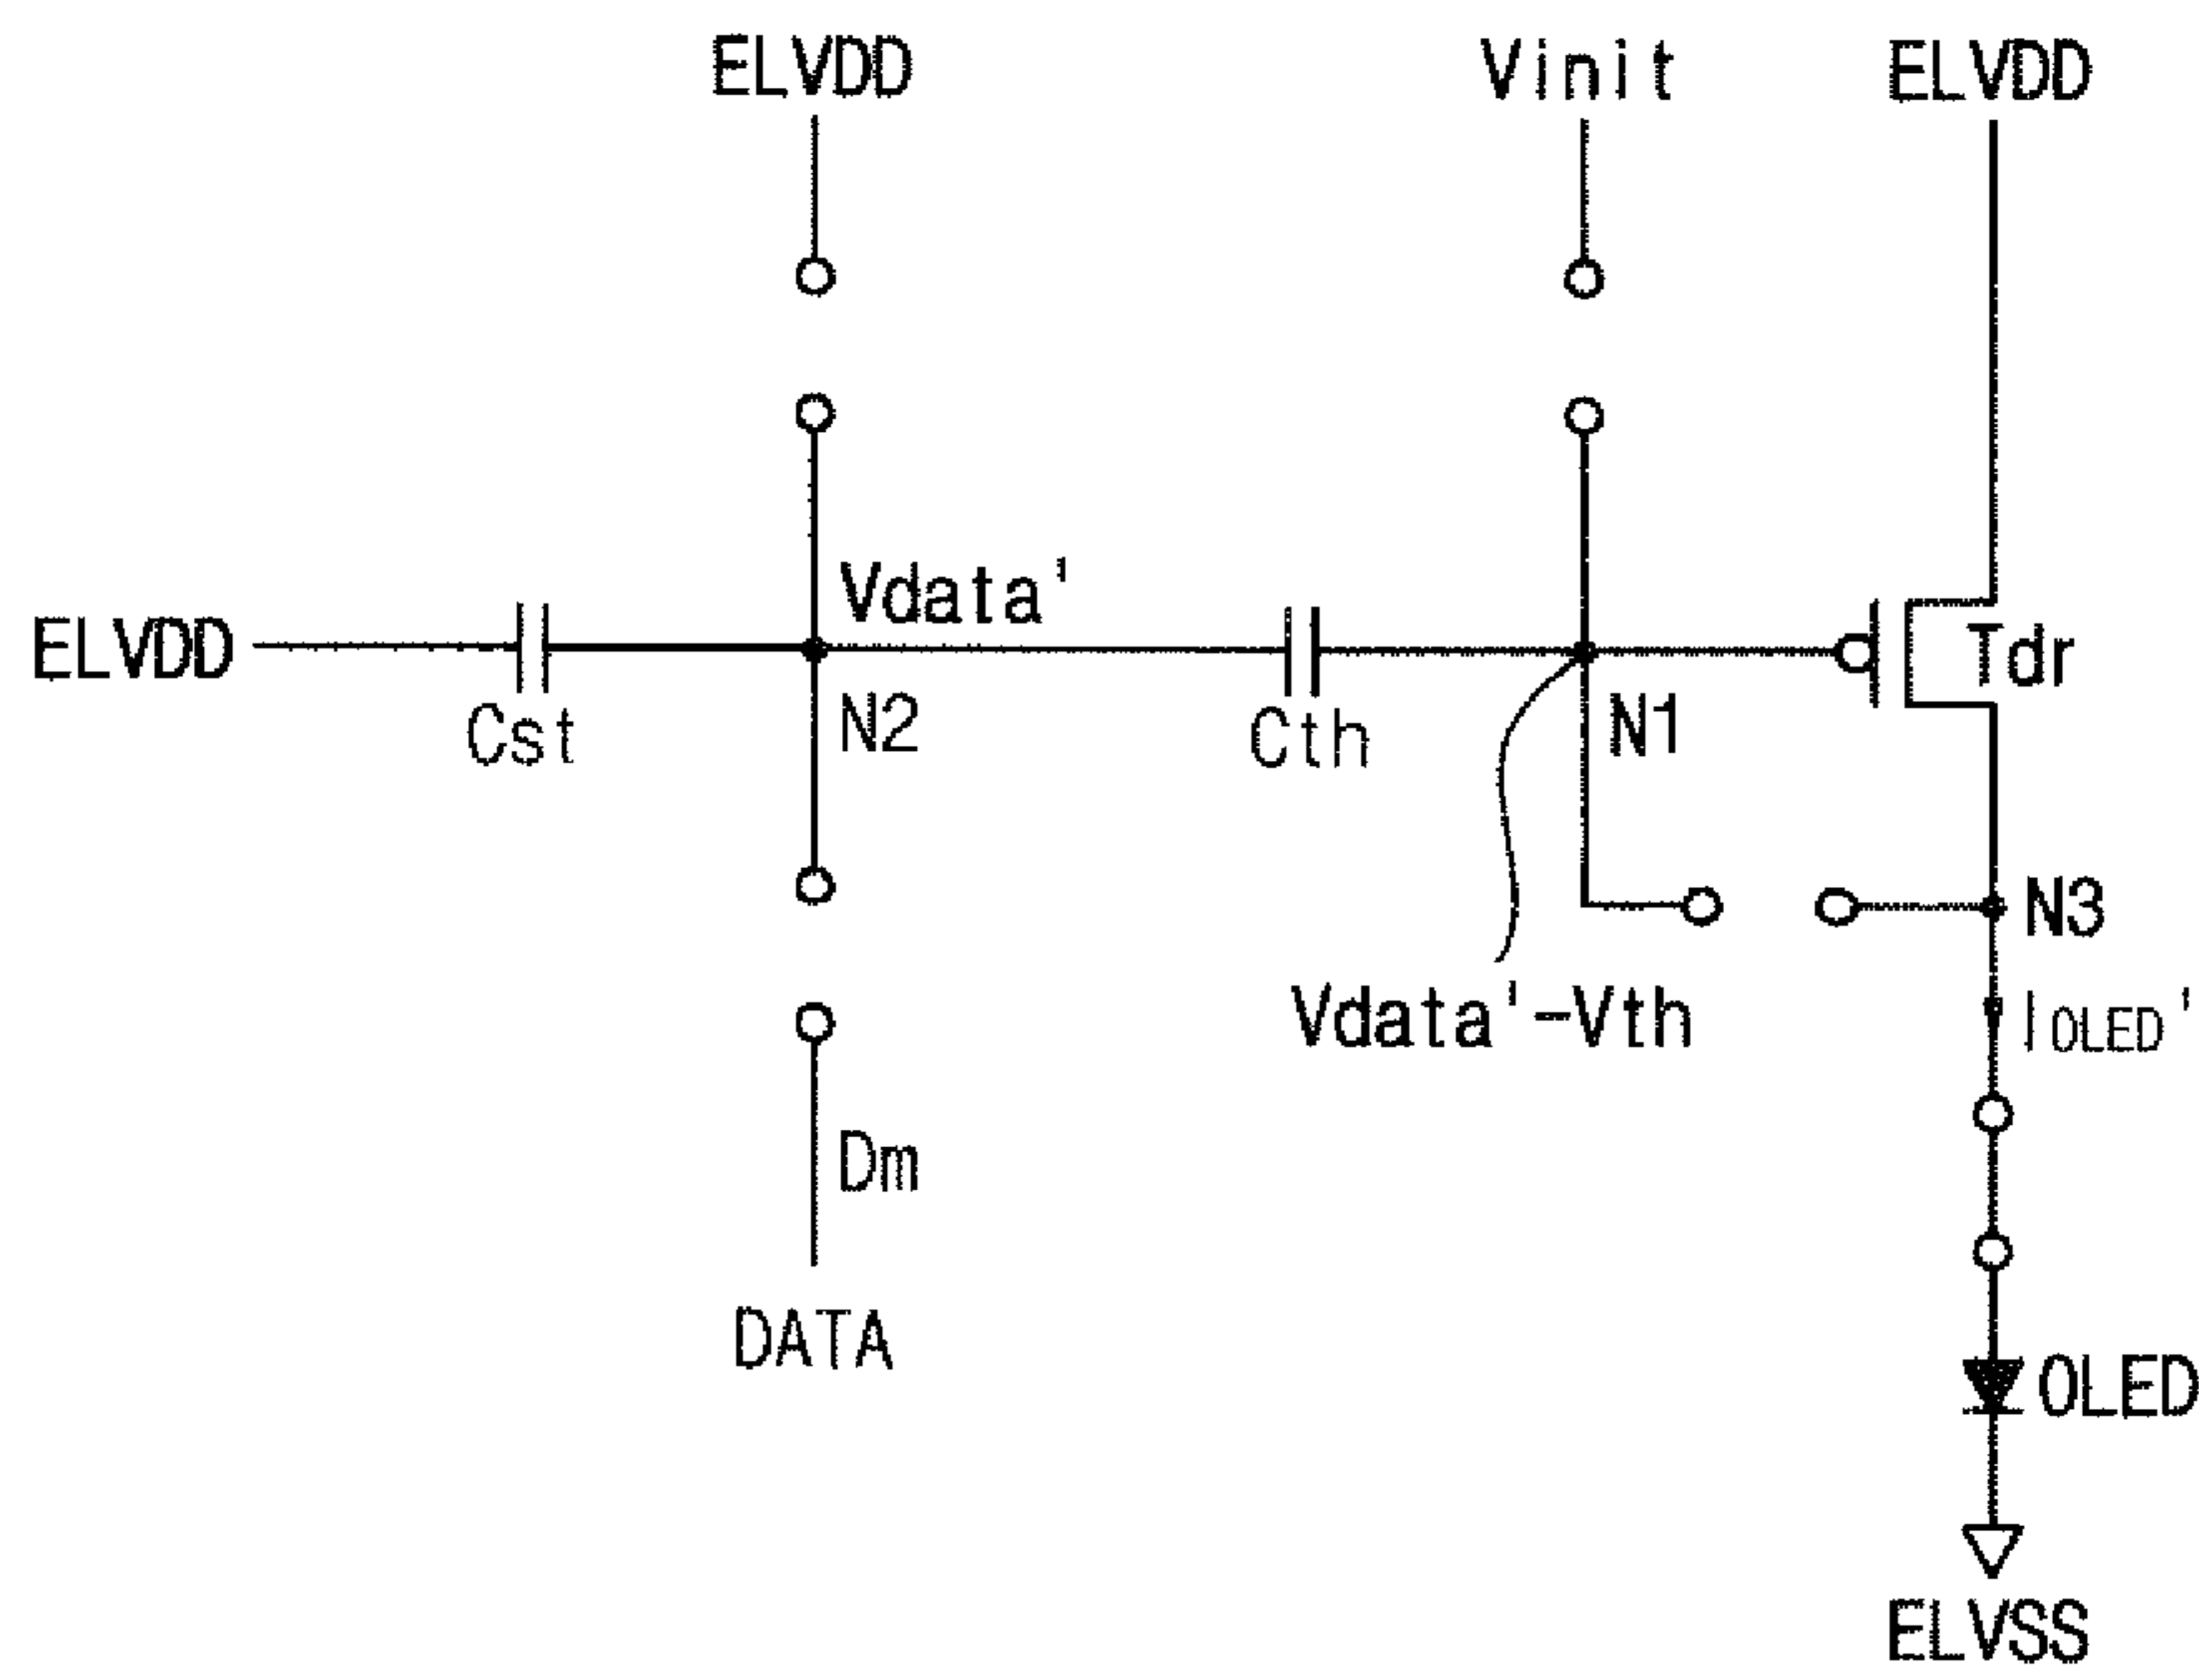 ELVDD
Vinit
ELVDD
Vdata'
ELVDD
Tdr
Cst
N2
Cth
N1
N3
Vdata'-Vth
IOLED'
Dm
DATA
OLED
ELVSS